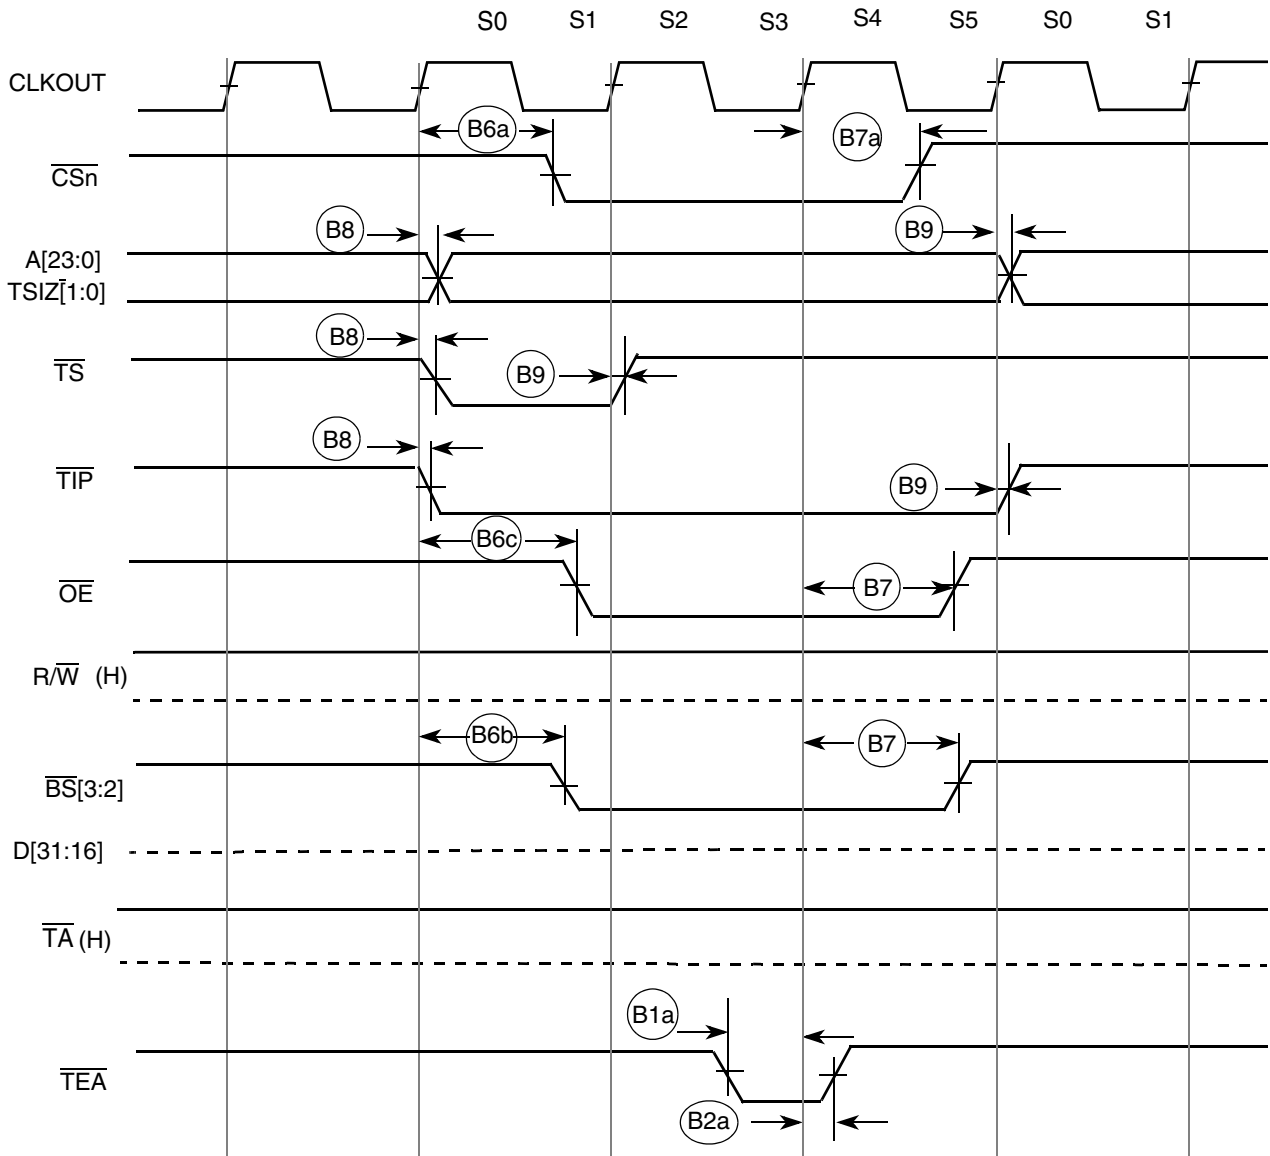 S0 S1 S2 S3 S4 S5 S0 S1
CLKOUT
B6a
B7a
CSn
B8
B9
A[23:0]
TSIZ[1:0]
B8
TS
B9
B8
TIP
B9
B6c
OE
B7
R/W (H)
B6b
B7
BS[3:2]
D[31:16]
TA (H)
B1a
TEA
B2a